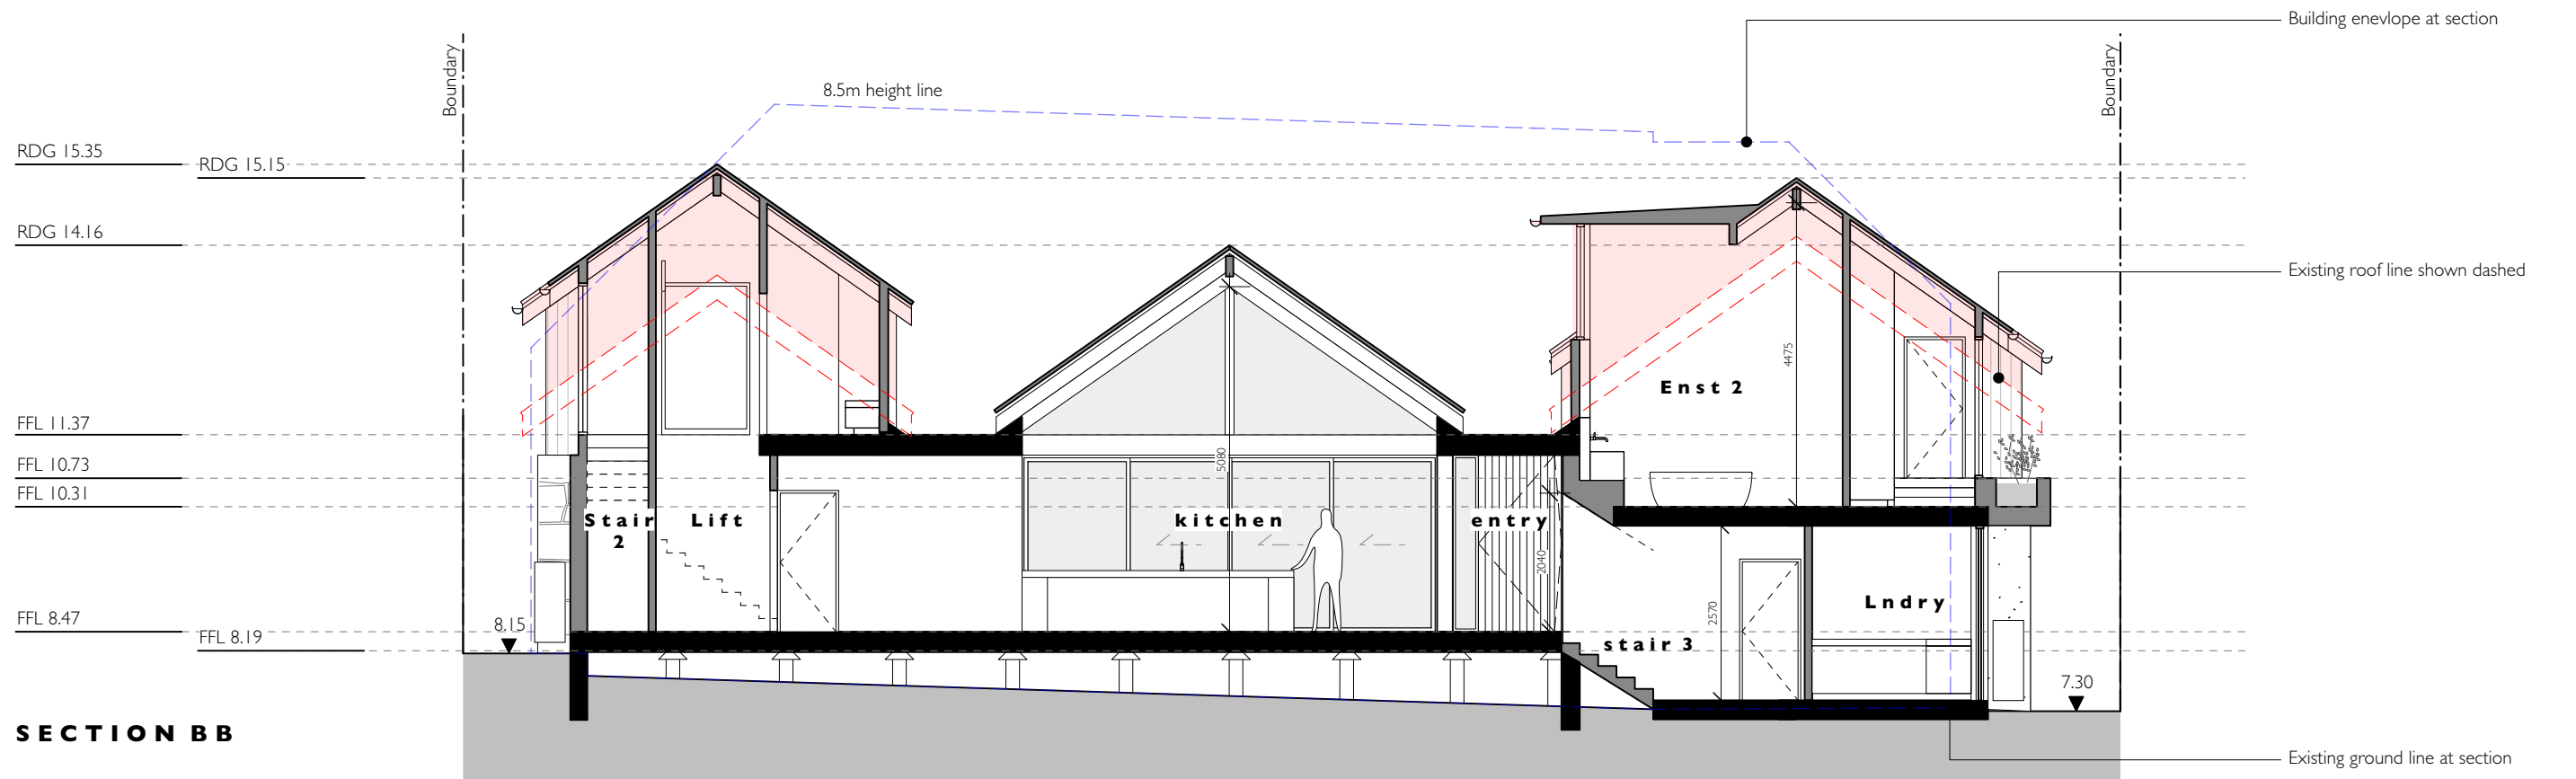 Building enevlope at section
Boundary
Boundary
8.5m height line
RDG 15.35
RDG 15.15
RDG 14.16
Existing roof line shown dashed
4475
Enst 2
FFL 11.37
5080
FFL 10.73
FFL 10.31
Stair
2
Lift
kitchen
entry
2040
2570
Lndry
FFL 8.47
8.15
FFL 8.19
stair 3
7.30
SECTION BB
Existing ground line at section